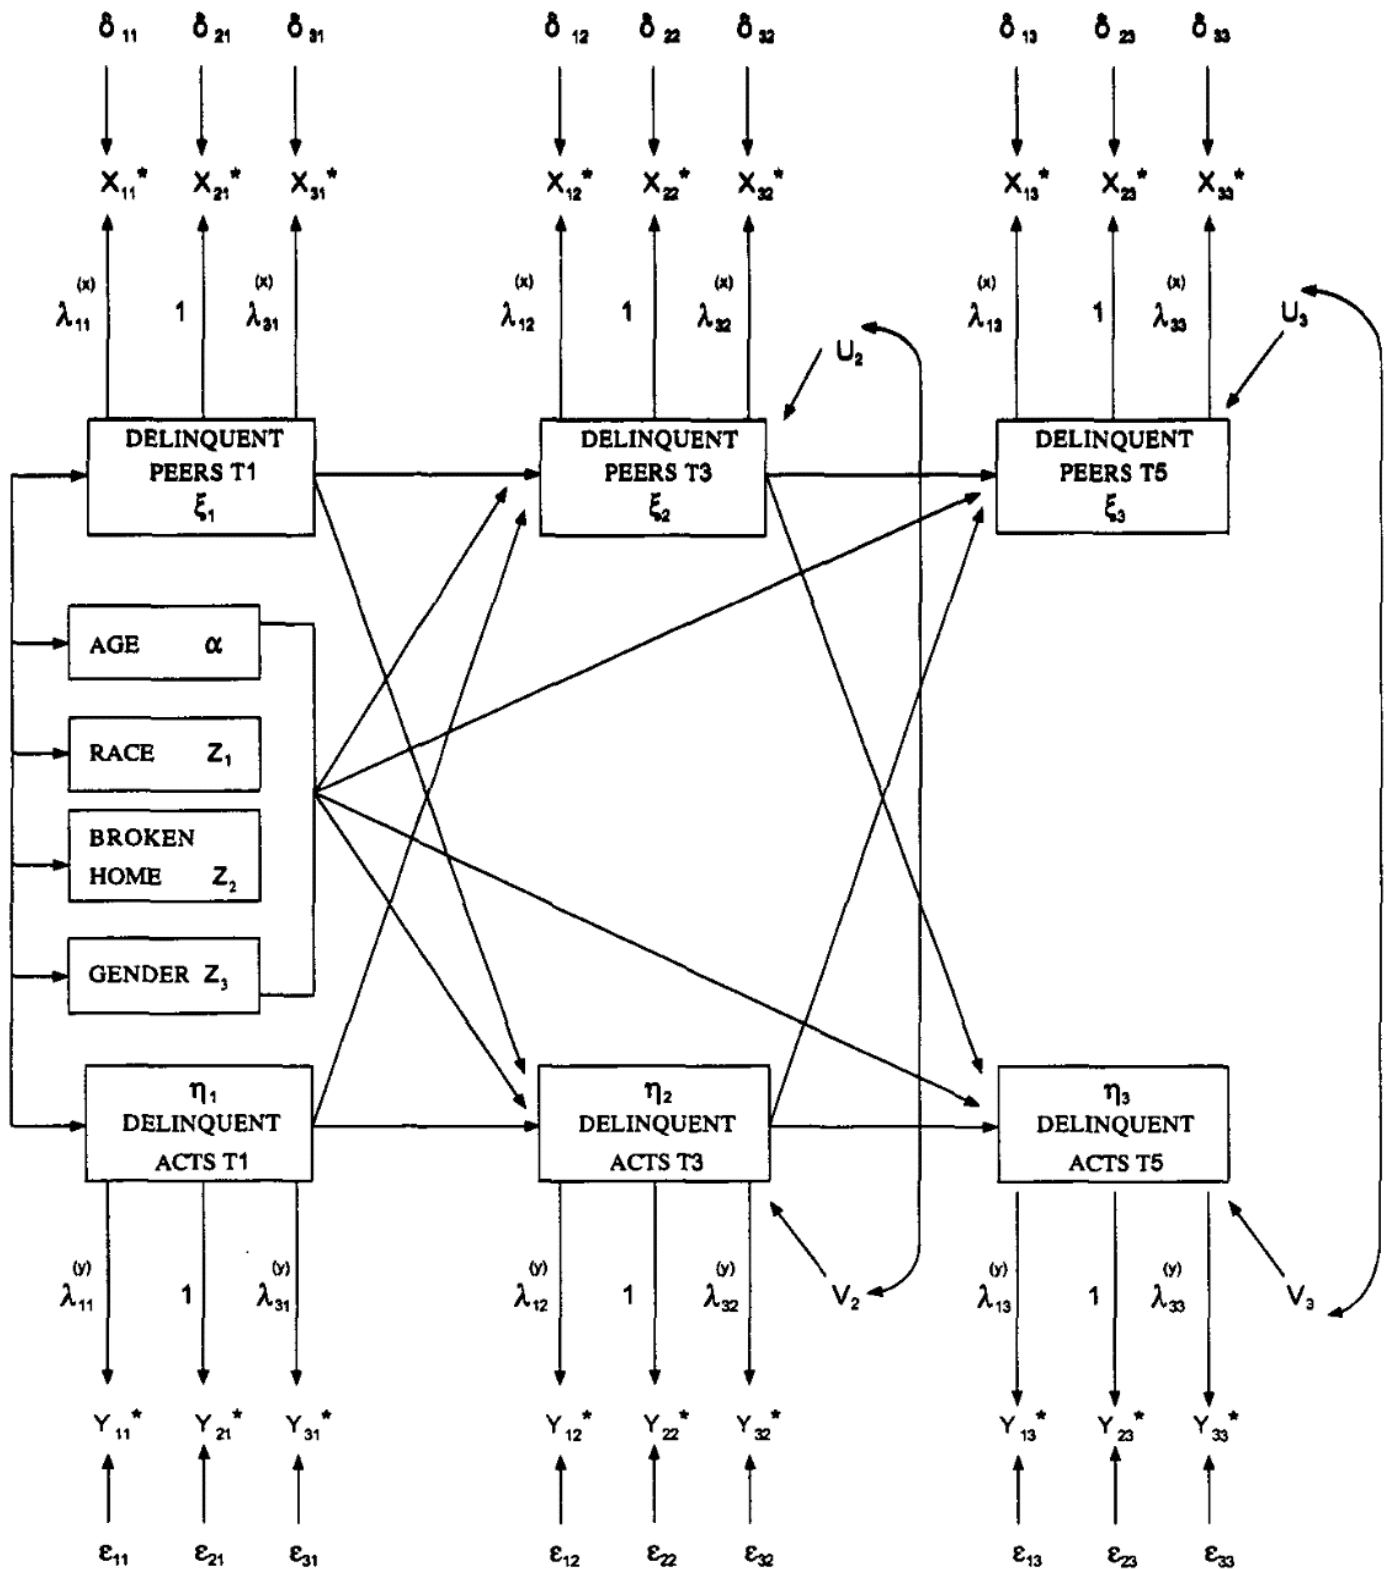 δ11 δ21 δ31 δ12 δ22 δ32 δ13 δ23 δ33
X11* X21* X31* X12* X22* X32* X13* X23* X33*
λ11(x) 1 λ31(x) λ12(x) 1 λ32(x) λ13(x) 1 λ33(x)
U2 U3
DELINQUENT
PEERS T1
ξ1
DELINQUENT
PEERS T3
ξ2
DELINQUENT
PEERS T5
ξ3
AGE α
RACE Z1
BROKEN
HOME Z2
GENDER Z3
η1
DELINQUENT
ACTS T1
η2
DELINQUENT
ACTS T3
η3
DELINQUENT
ACTS T5
λ11(y) 1 λ31(y) λ12(y) 1 λ32(y) V2 λ13(y) 1 λ33(y) V3
Y11* Y21* Y31* Y12* Y22* Y32* Y13* Y23* Y33*
ε11 ε21 ε31 ε12 ε22 ε32 ε13 ε23 ε33